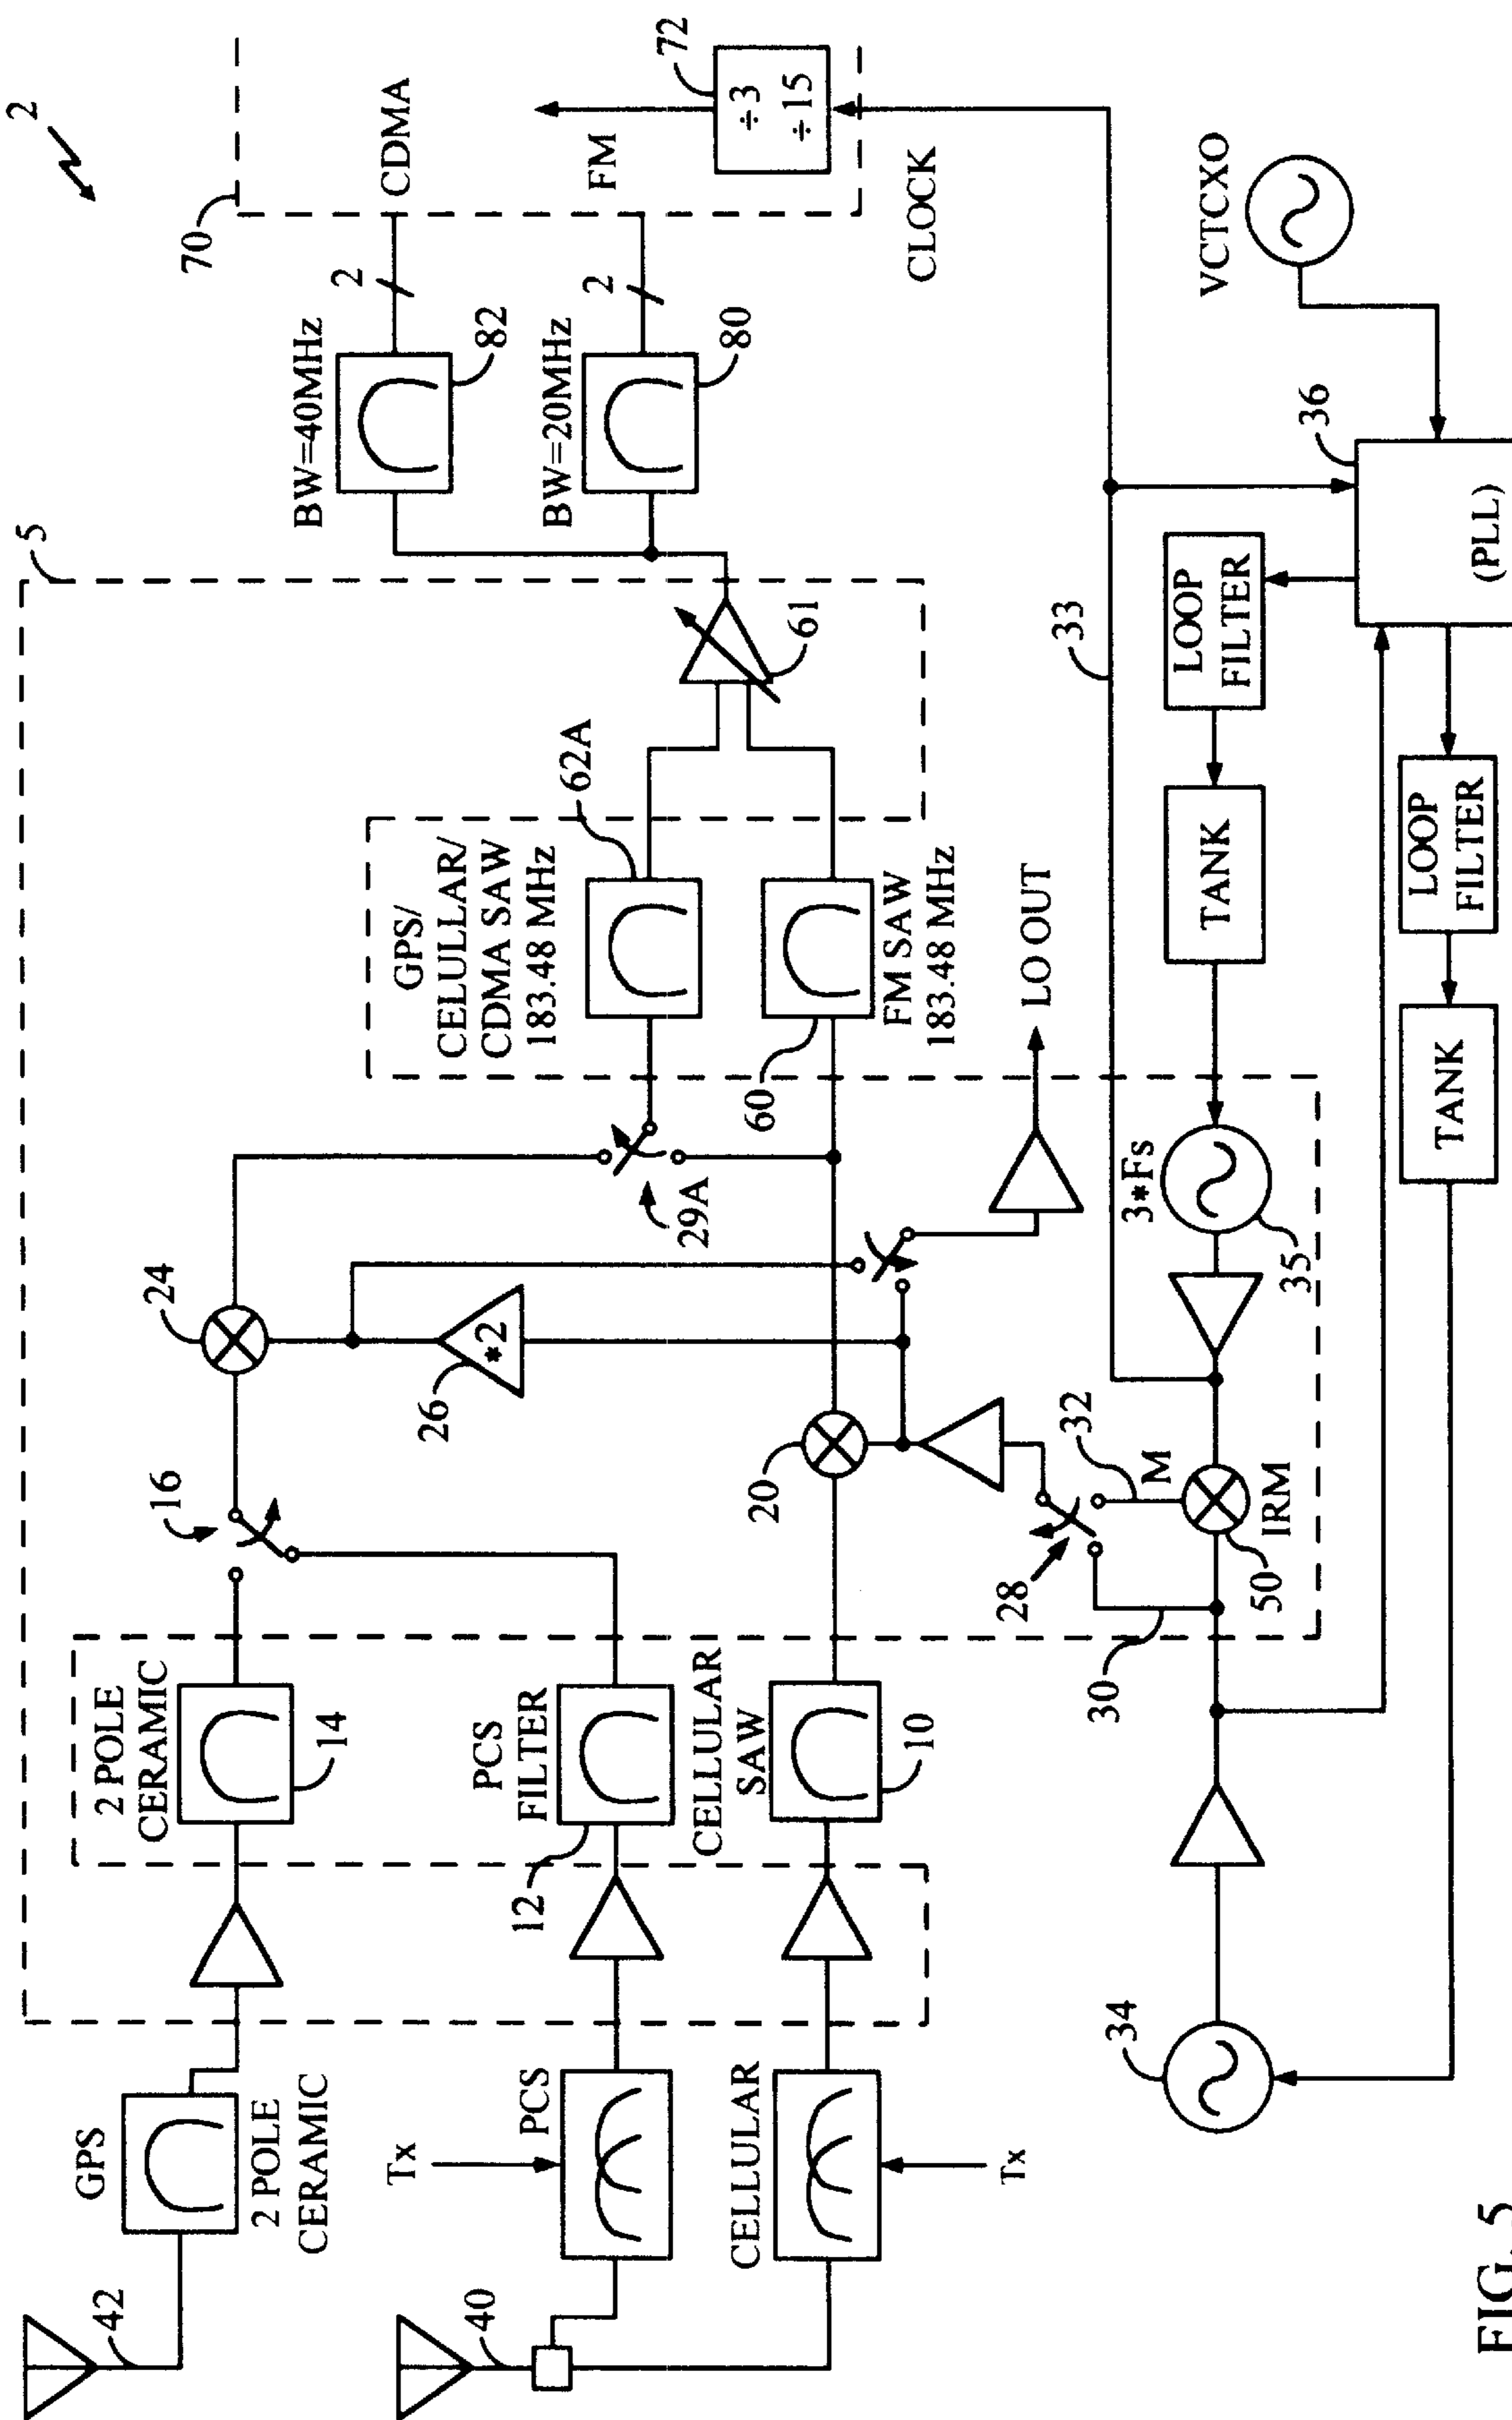 2
42
GPS
2 POLE
CERAMIC
2 POLE
CERAMIC
14
16
24
26
*2
29A
GPS/
CELULLAR/
CDMA SAW
183.48 MHz
62A
5
61
BW=40MHz
82
2
BW=20MHz
80
2
70
CDMA
FM
÷3
÷15
72
CLOCK
40
Tx
PCS
12
PCS
FILTER
CELLULAR
Tx
CELLULAR
SAW
10
20
60
FM SAW
183.48 MHz
LO OUT
28
30
32
M
50
IRM
3*Fs
35
33
TANK
LOOP
FILTER
36
(PLL)
VCTCXO
34
TANK
LOOP
FILTER
FIG. 5